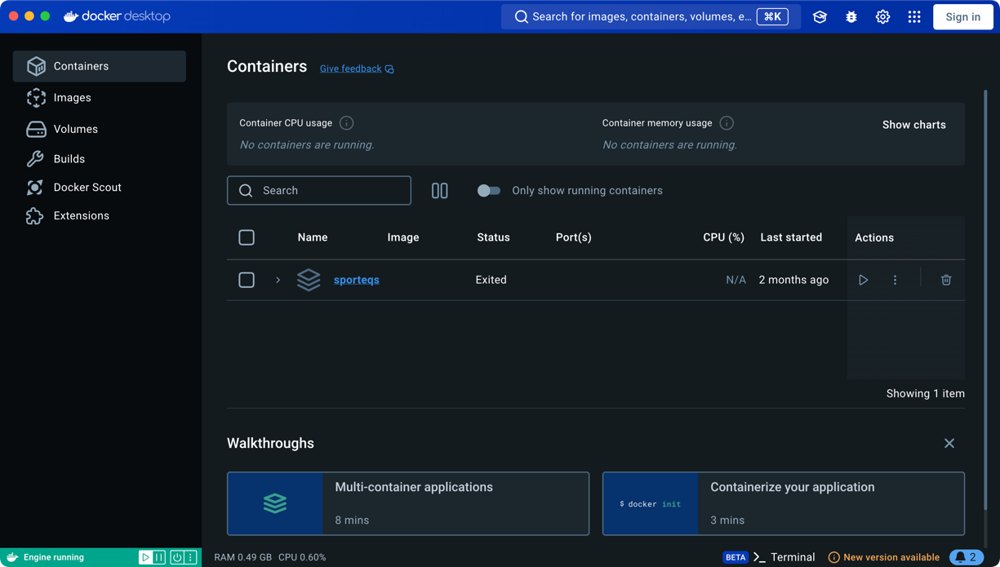 docker desktop
Search for images, containers, volumes, e... ⌘K
Sign in
Containers
Images
Volumes
Builds
Docker Scout
Extensions
Containers
Give feedback
Container CPU usage
No containers are running.
Container memory usage
No containers are running.
Show charts
Search
Only show running containers
Name Image Status Port(s) CPU (%) Last started Actions
sporteqs Exited N/A 2 months ago
Showing 1 item
Walkthroughs
Multi-container applications
8 mins
$ docker init
Containerize your application
3 mins
Engine running
RAM 0.49 GB CPU 0.60%
BETA >_ Terminal
New version available
2